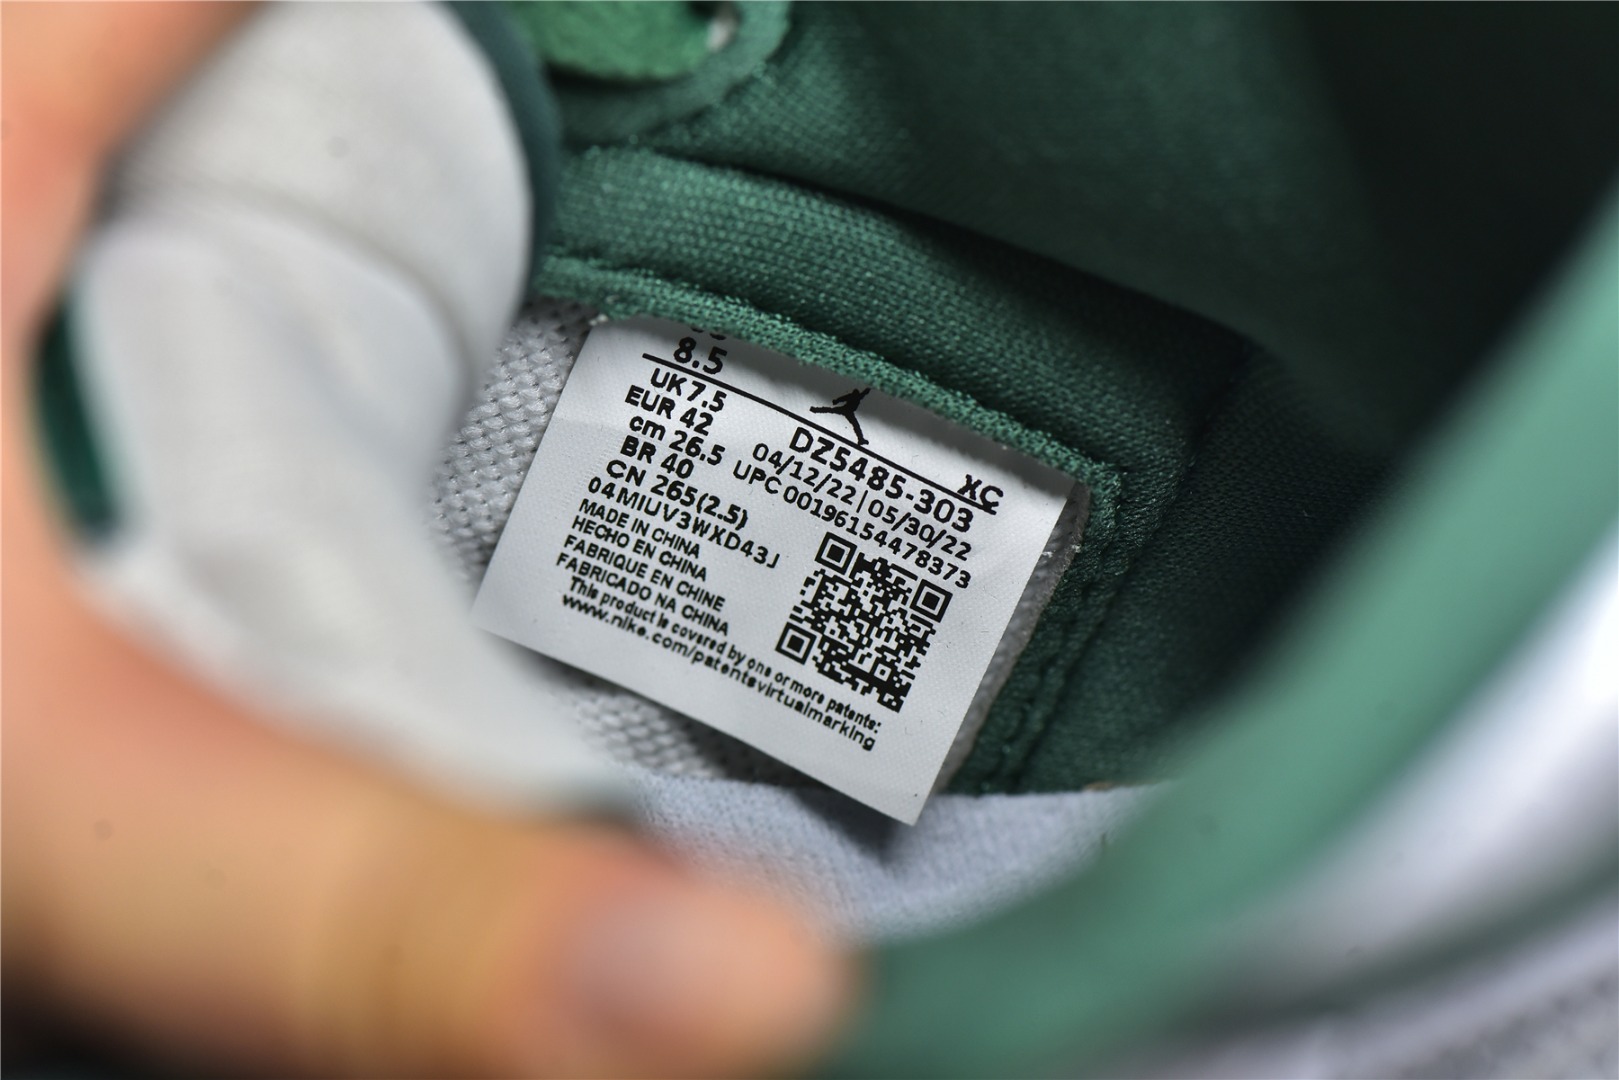 8.5
UK 7.5
EUR 42
cm 26.5
BR 40
CN 265(2.5)
04MIUV3WXD43J
MADE IN CHINA
HECHO EN CHINA
FABRIQUE EN CHINE
FABRICADO NA CHINA
This product is covered by one or more patents:
www.nike.com/patentsvirtualmarking
XC
DZ5485-303
04/12/22 | 05/30/22
UPC 00196154478373